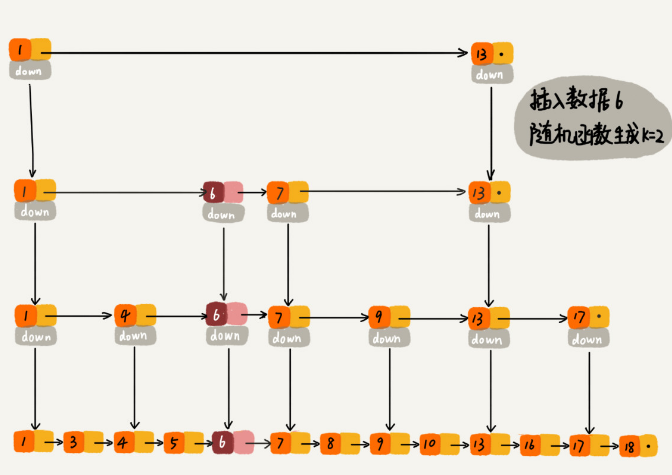 1 13
down down
插入数据6
随机函数生成k=2
1 6 7 13
down down down down
1 4 6 7 9 13 17
down down down down down down down
1 3 4 5 6 7 8 9 10 13 16 17 18